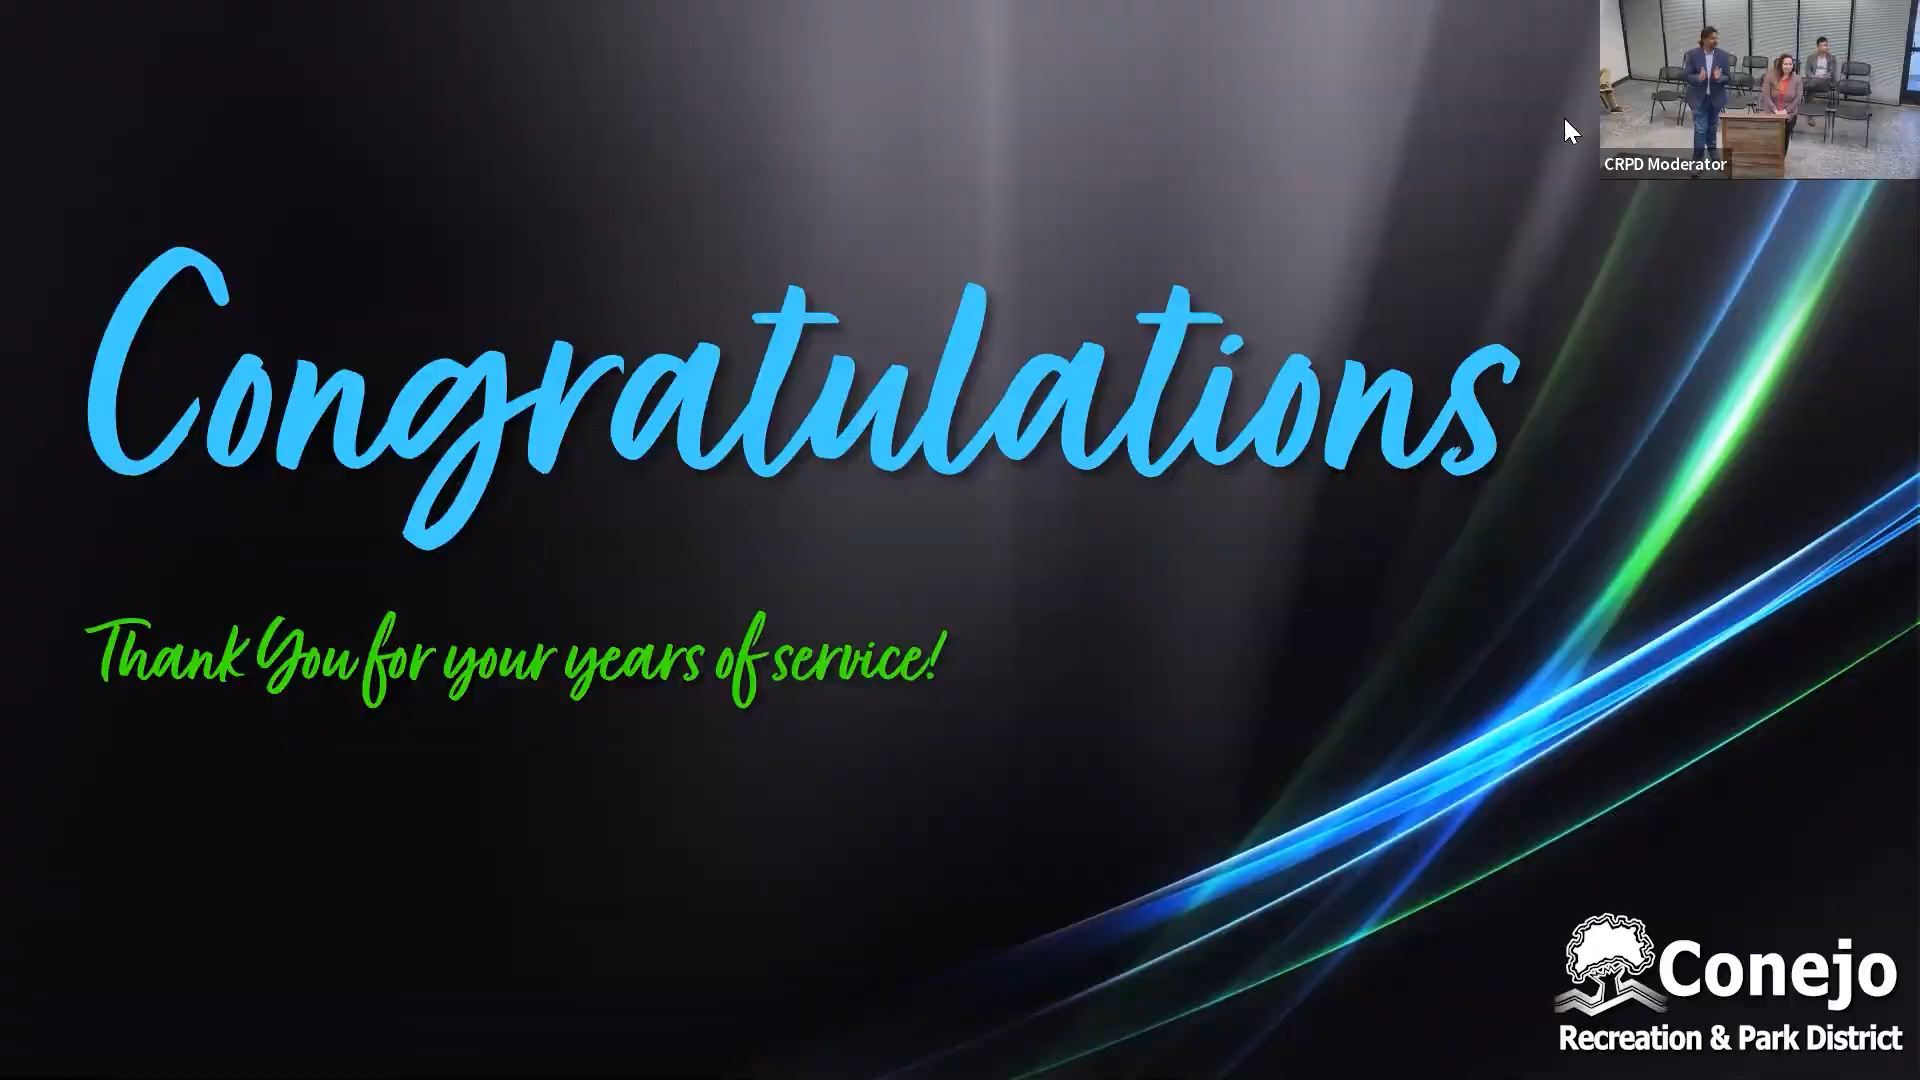 CRPD Moderator
Congratulations
Thank You for your years of service!
Conejo
Recreation & Park District